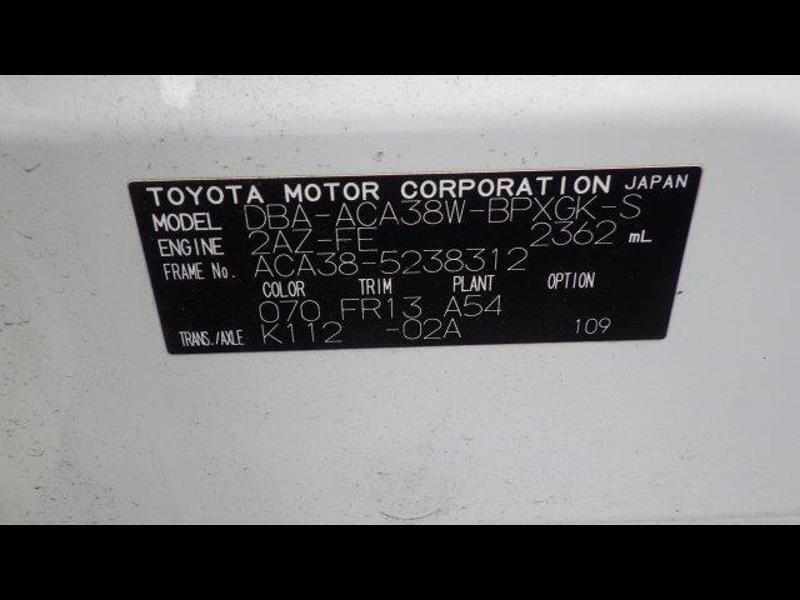 TOYOTA MOTOR CORPORATION JAPAN
MODEL DBA-ACA38W-BPXGK-S
ENGINE 2AZ-FE 2362 mL
FRAME No. ACA38-5238312
COLOR TRIM PLANT OPTION
070 FR13 A54
TRANS./AXLE K112 -02A 109